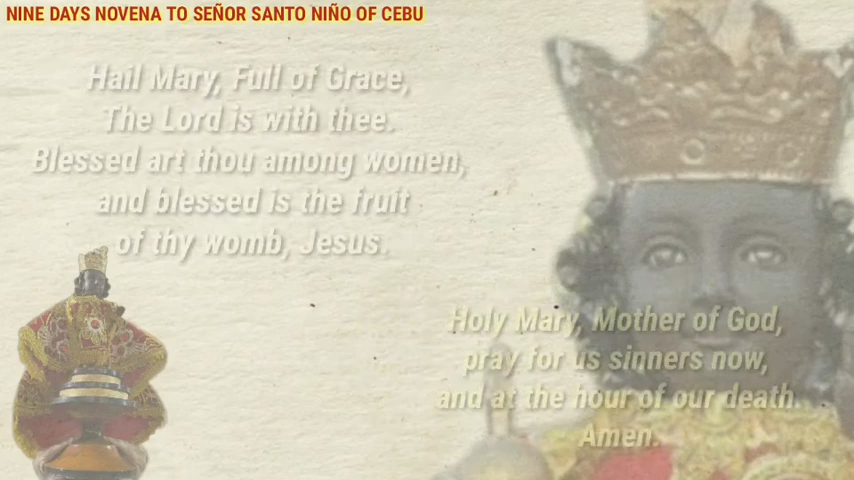 NINE DAYS NOVENA TO SEÑOR SANTO NIÑO OF CEBU
Hail Mary, Full of Grace,
The Lord is with thee.
Blessed art thou among women,
and blessed is the fruit
of thy womb, Jesus.
Holy Mary, Mother of God,
pray for us sinners now,
and at the hour of our death.
Amen.